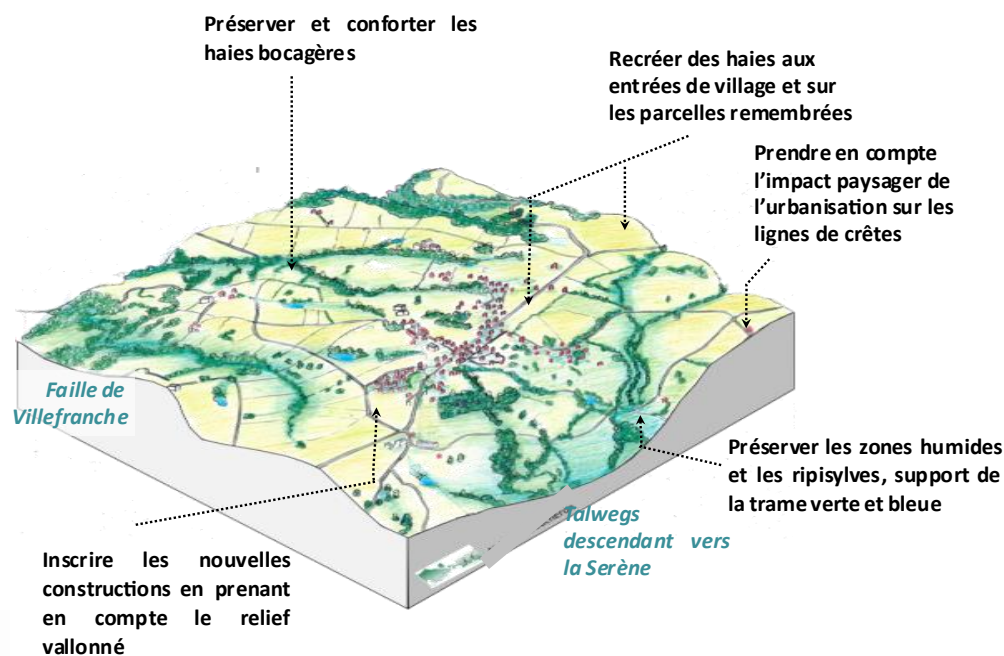 Préserver et conforter les
haies bocagères
Recréer des haies aux
entrées de village et sur
les parcelles remembrées
Prendre en compte
l’impact paysager de
l’urbanisation sur les
lignes de crêtes
Faille de
Villefranche
Préserver les zones humides
et les ripisylves, support de
la trame verte et bleue
Talwegs
descendant vers
la Serène
Inscrire les nouvelles
constructions en prenant
en compte le relief
vallonné